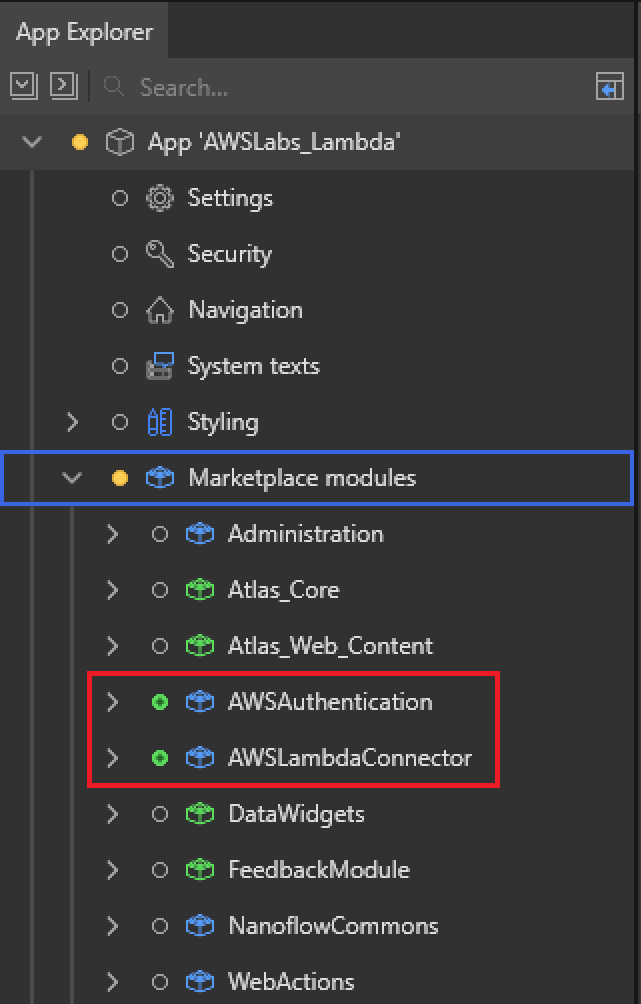 App Explorer
Search...
App 'AWSLabs_Lambda'
Settings
Security
Navigation
System texts
Styling
Marketplace modules
Administration
Atlas_Core
Atlas_Web_Content
AWSAuthentication
AWSLambdaConnector
DataWidgets
FeedbackModule
NanoflowCommons
WebActions